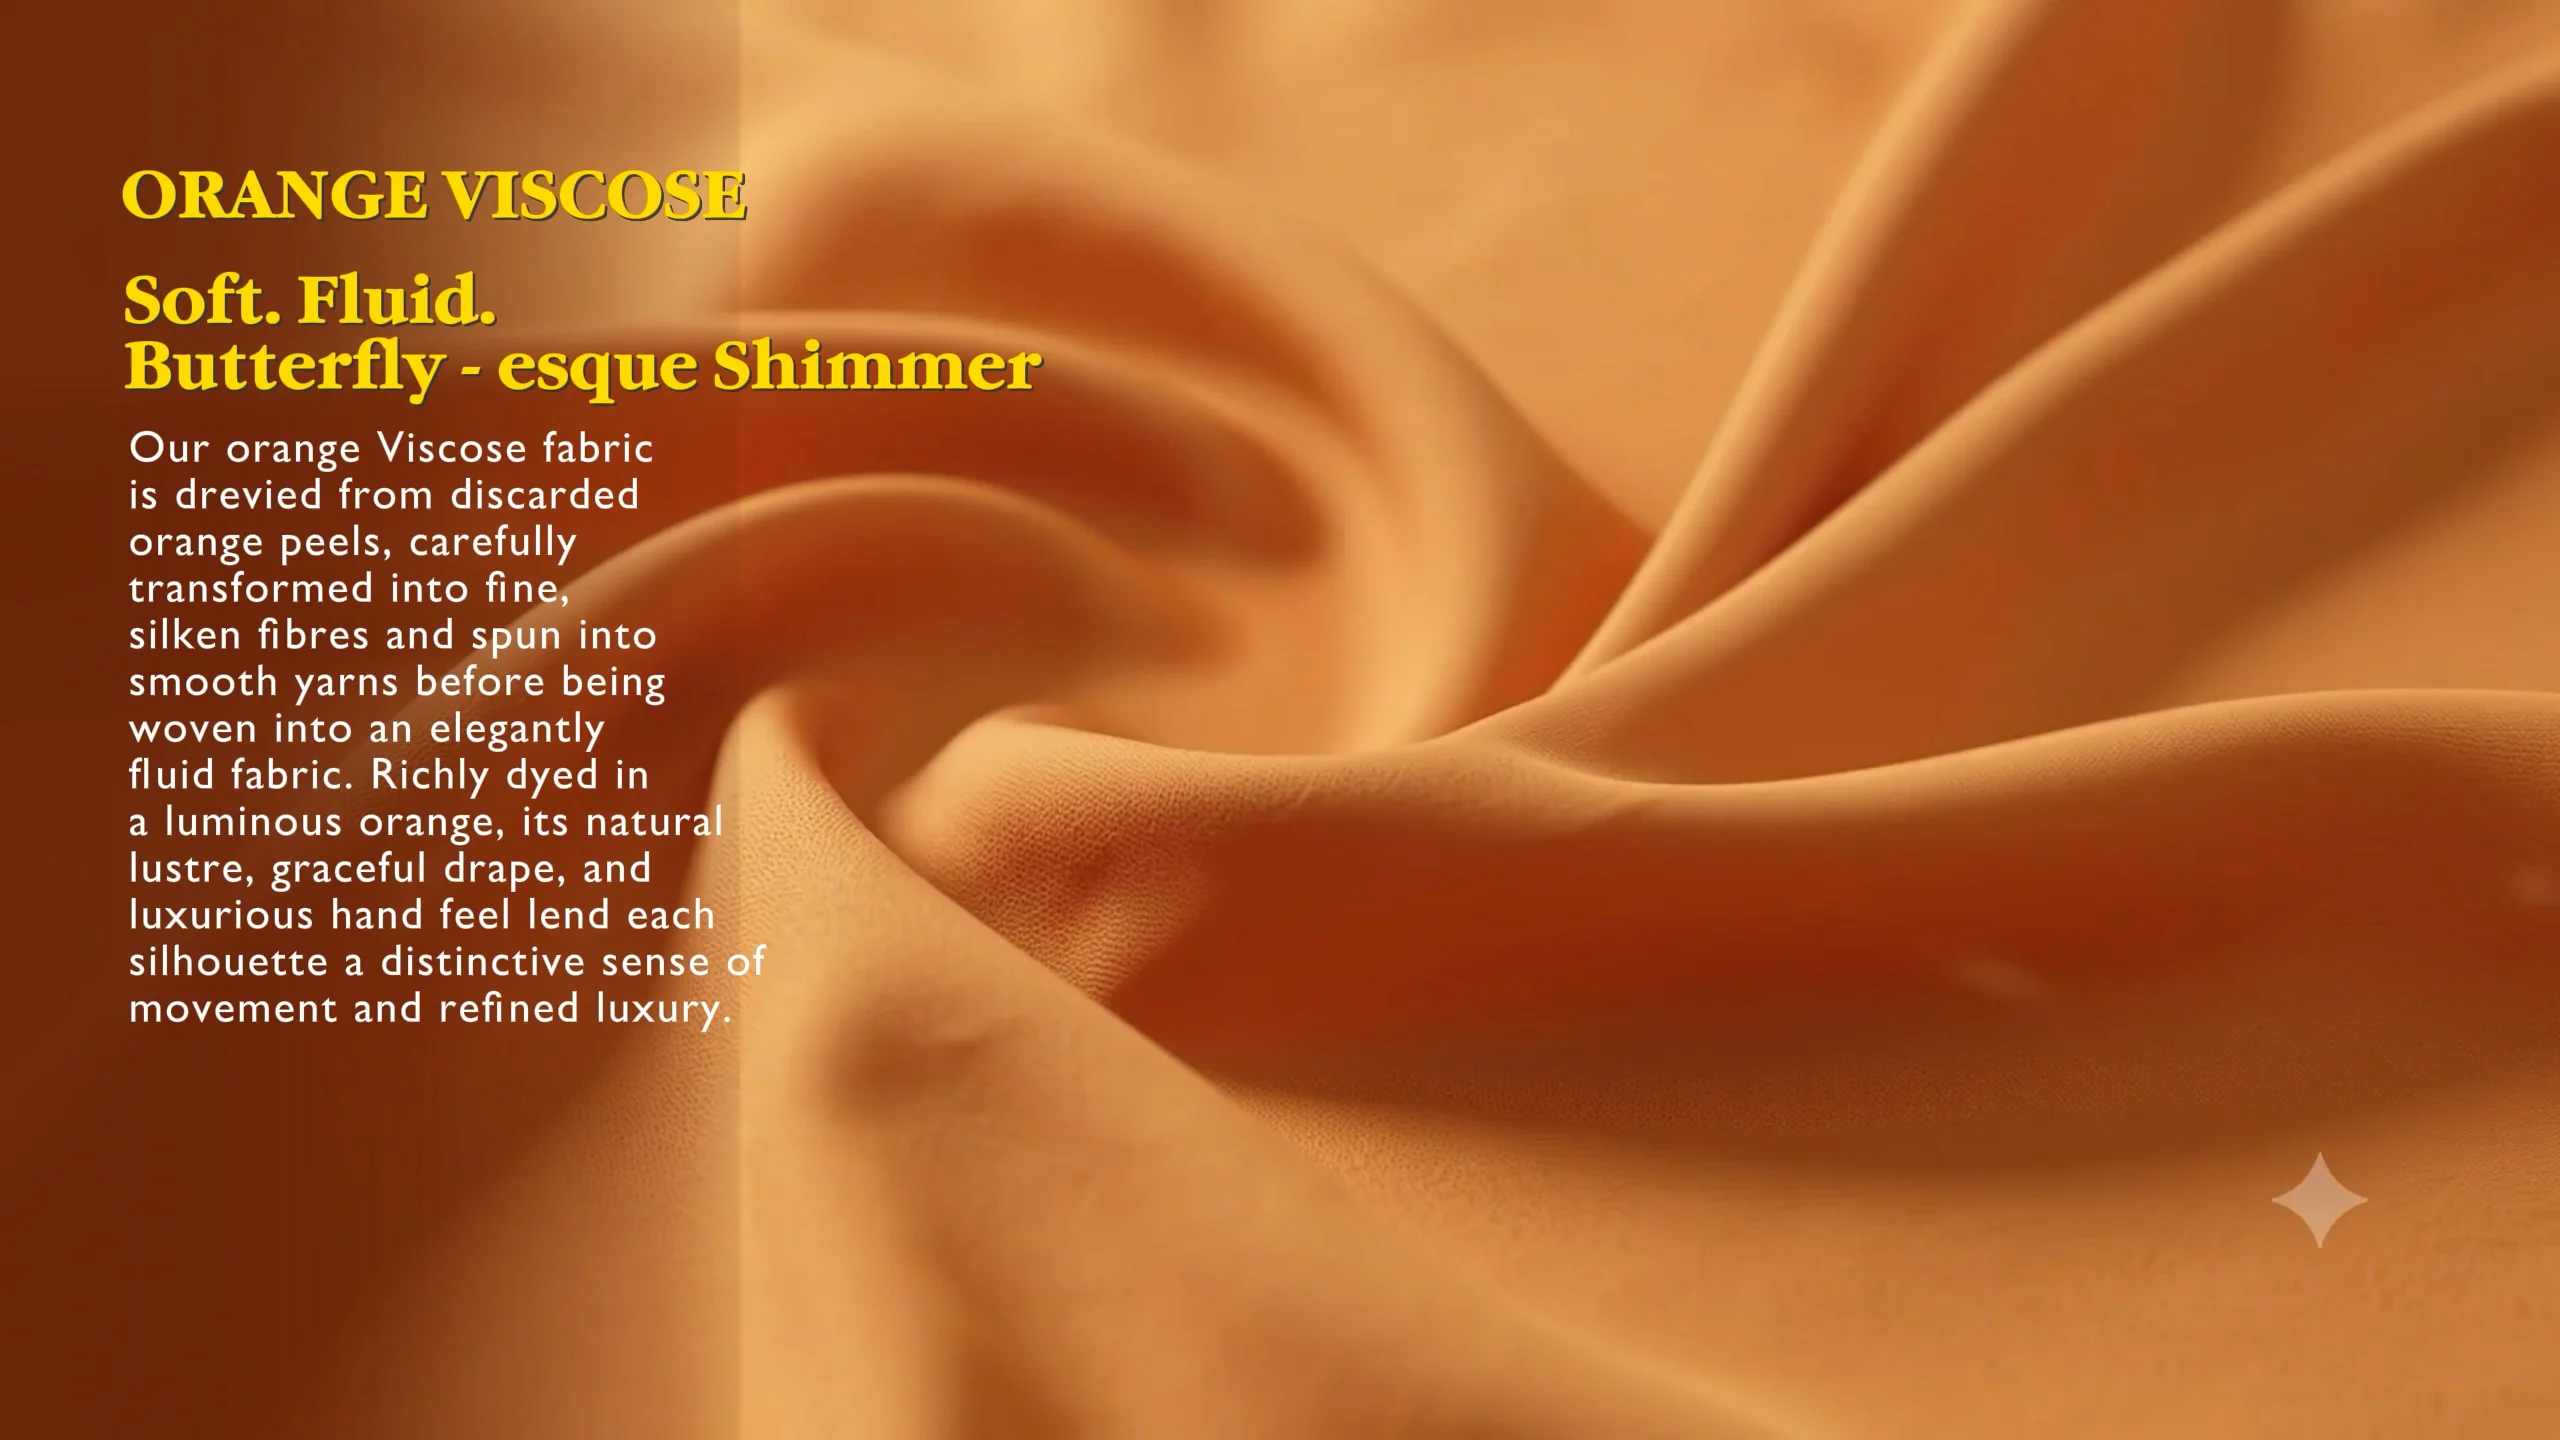 ORANGE VISCOSE
Soft. Fluid.
Butterfly - esque Shimmer
Our orange Viscose fabric
is drevied from discarded
orange peels, carefully
transformed into fine,
silken fibres and spun into
smooth yarns before being
woven into an elegantly
fluid fabric. Richly dyed in
a luminous orange, its natural
lustre, graceful drape, and
luxurious hand feel lend each
silhouette a distinctive sense of
movement and refined luxury.